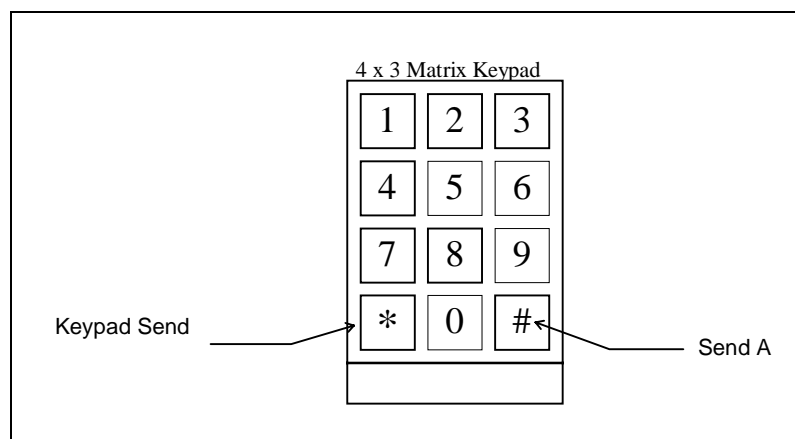 4 x 3 Matrix Keypad
1 2 3
4 5 6
7 8 9
Keypad Send
* 0 #
Send A